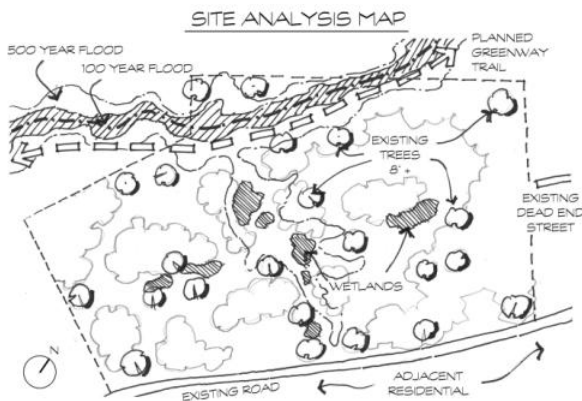 SITE ANALYSIS MAP
500 YEAR FLOOD
100 YEAR FLOOD
PLANNED
GREENWAY
TRAIL
EXISTING
TREES
8" +
EXISTING
DEAD END
STREET
WETLANDS
N
EXISTING ROAD
ADJACENT
RESIDENTIAL